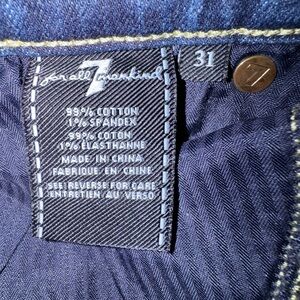 7
for all mankind
31
7
99% COTTON
1% SPANDEX
99% COTON
1% ÉLASTHANNE
MADE IN CHINA
FABRIQUE EN CHINE
SEE REVERSE FOR CARE
ENTRETIEN AU VERSO